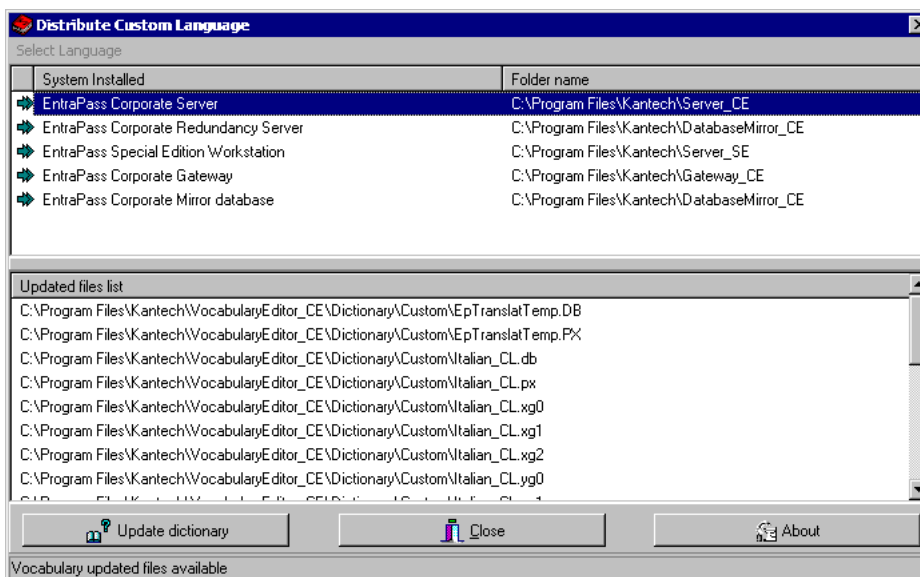 Distribute Custom Language
Select Language
System Installed Folder name
EntraPass Corporate Server C:\Program Files\Kantech\Server_CE
EntraPass Corporate Redundancy Server C:\Program Files\Kantech\DatabaseMirror_CE
EntraPass Special Edition Workstation C:\Program Files\Kantech\Server_SE
EntraPass Corporate Gateway C:\Program Files\Kantech\Gateway_CE
EntraPass Corporate Mirror database C:\Program Files\Kantech\DatabaseMirror_CE
Updated files list
C:\Program Files\Kantech\VocabularyEditor_CE\Dictionary\Custom\EpTranslatTemp.DB
C:\Program Files\Kantech\VocabularyEditor_CE\Dictionary\Custom\EpTranslatTemp.PX
C:\Program Files\Kantech\VocabularyEditor_CE\Dictionary\Custom\Italian_CL.db
C:\Program Files\Kantech\VocabularyEditor_CE\Dictionary\Custom\Italian_CL.px
C:\Program Files\Kantech\VocabularyEditor_CE\Dictionary\Custom\Italian_CL.xg0
C:\Program Files\Kantech\VocabularyEditor_CE\Dictionary\Custom\Italian_CL.xg1
C:\Program Files\Kantech\VocabularyEditor_CE\Dictionary\Custom\Italian_CL.xg2
C:\Program Files\Kantech\VocabularyEditor_CE\Dictionary\Custom\Italian_CL.yg0
Update dictionary Close About
Vocabulary updated files available